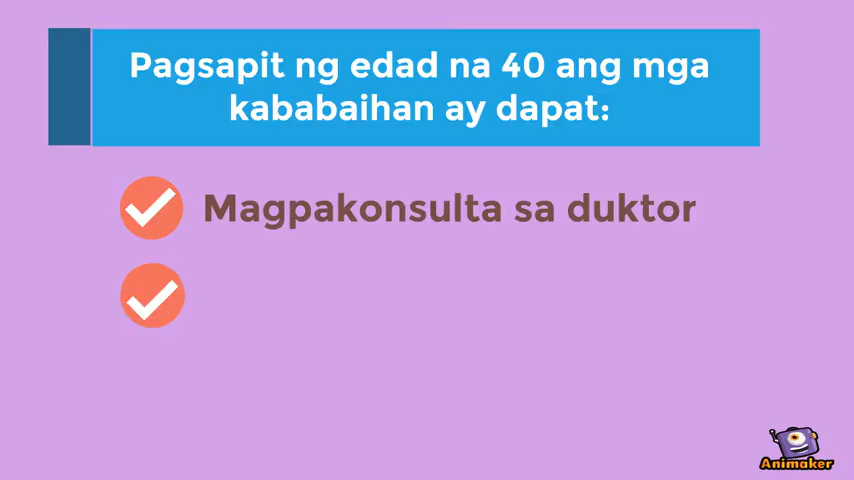 Pagsapit ng edad na 40 ang mga
kababaihan ay dapat:
Magpakonsulta sa duktor
Animaker